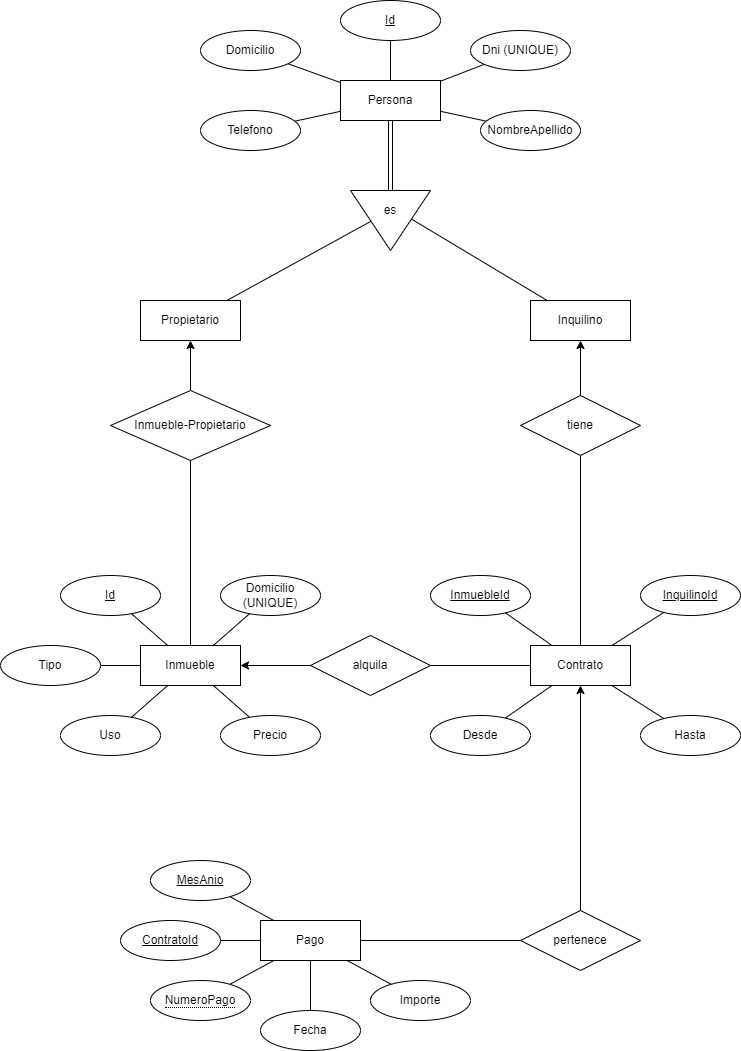 Id
Domicilio
Dni (UNIQUE)
Persona
Telefono
NombreApellido
es
Propietario
Inquilino
Inmueble-Propietario
tiene
Id
Domicilio
(UNIQUE)
InmuebleId
InquilinoId
Tipo
Inmueble
alquila
Contrato
Uso
Precio
Desde
Hasta
MesAnio
ContratoId
Pago
pertenece
NumeroPago
Importe
Fecha